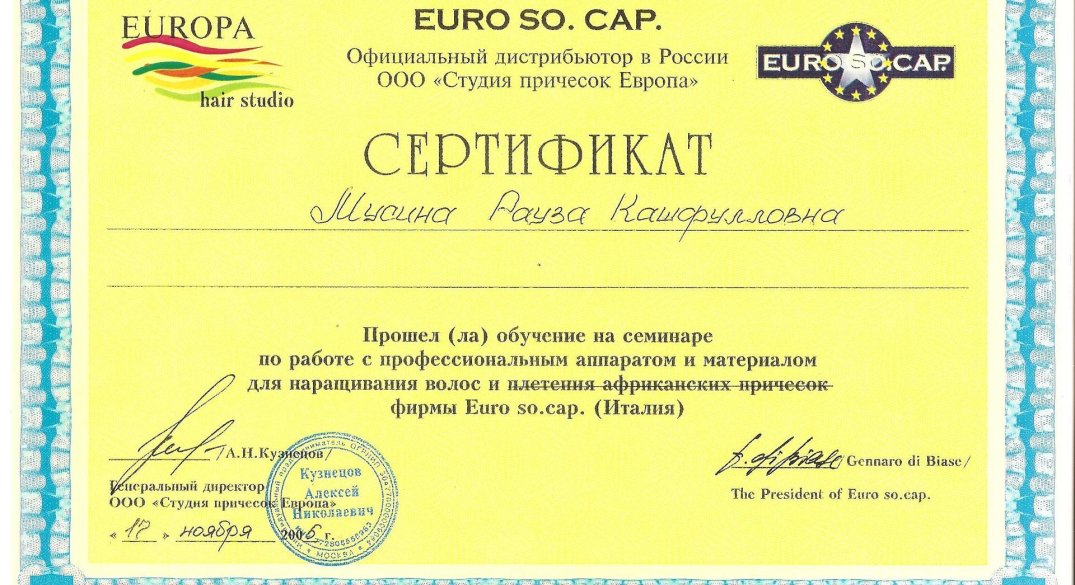 EUROPA
hair studio
EURO SO. CAP.
Официальный дистрибьютор в России
ООО «Студия причесок Европа»
EURO SO.CAP.
СЕРТИФИКАТ
Мусина Рауза Кашфулловна
Прошел (ла) обучение на семинаре
по работе с профессиональным аппаратом и материалом
для наращивания волос и плетения африканских причесок
фирмы Euro so.cap. (Италия)
/А.Н.Кузнецов/
Генеральный директор
ООО «Студия причесок Европа»
« 17 » ноября 2006 г.
Кузнецов
Алексей
Николаевич
МОСКВА
Gennaro di Biase/
The President of Euro so.cap.